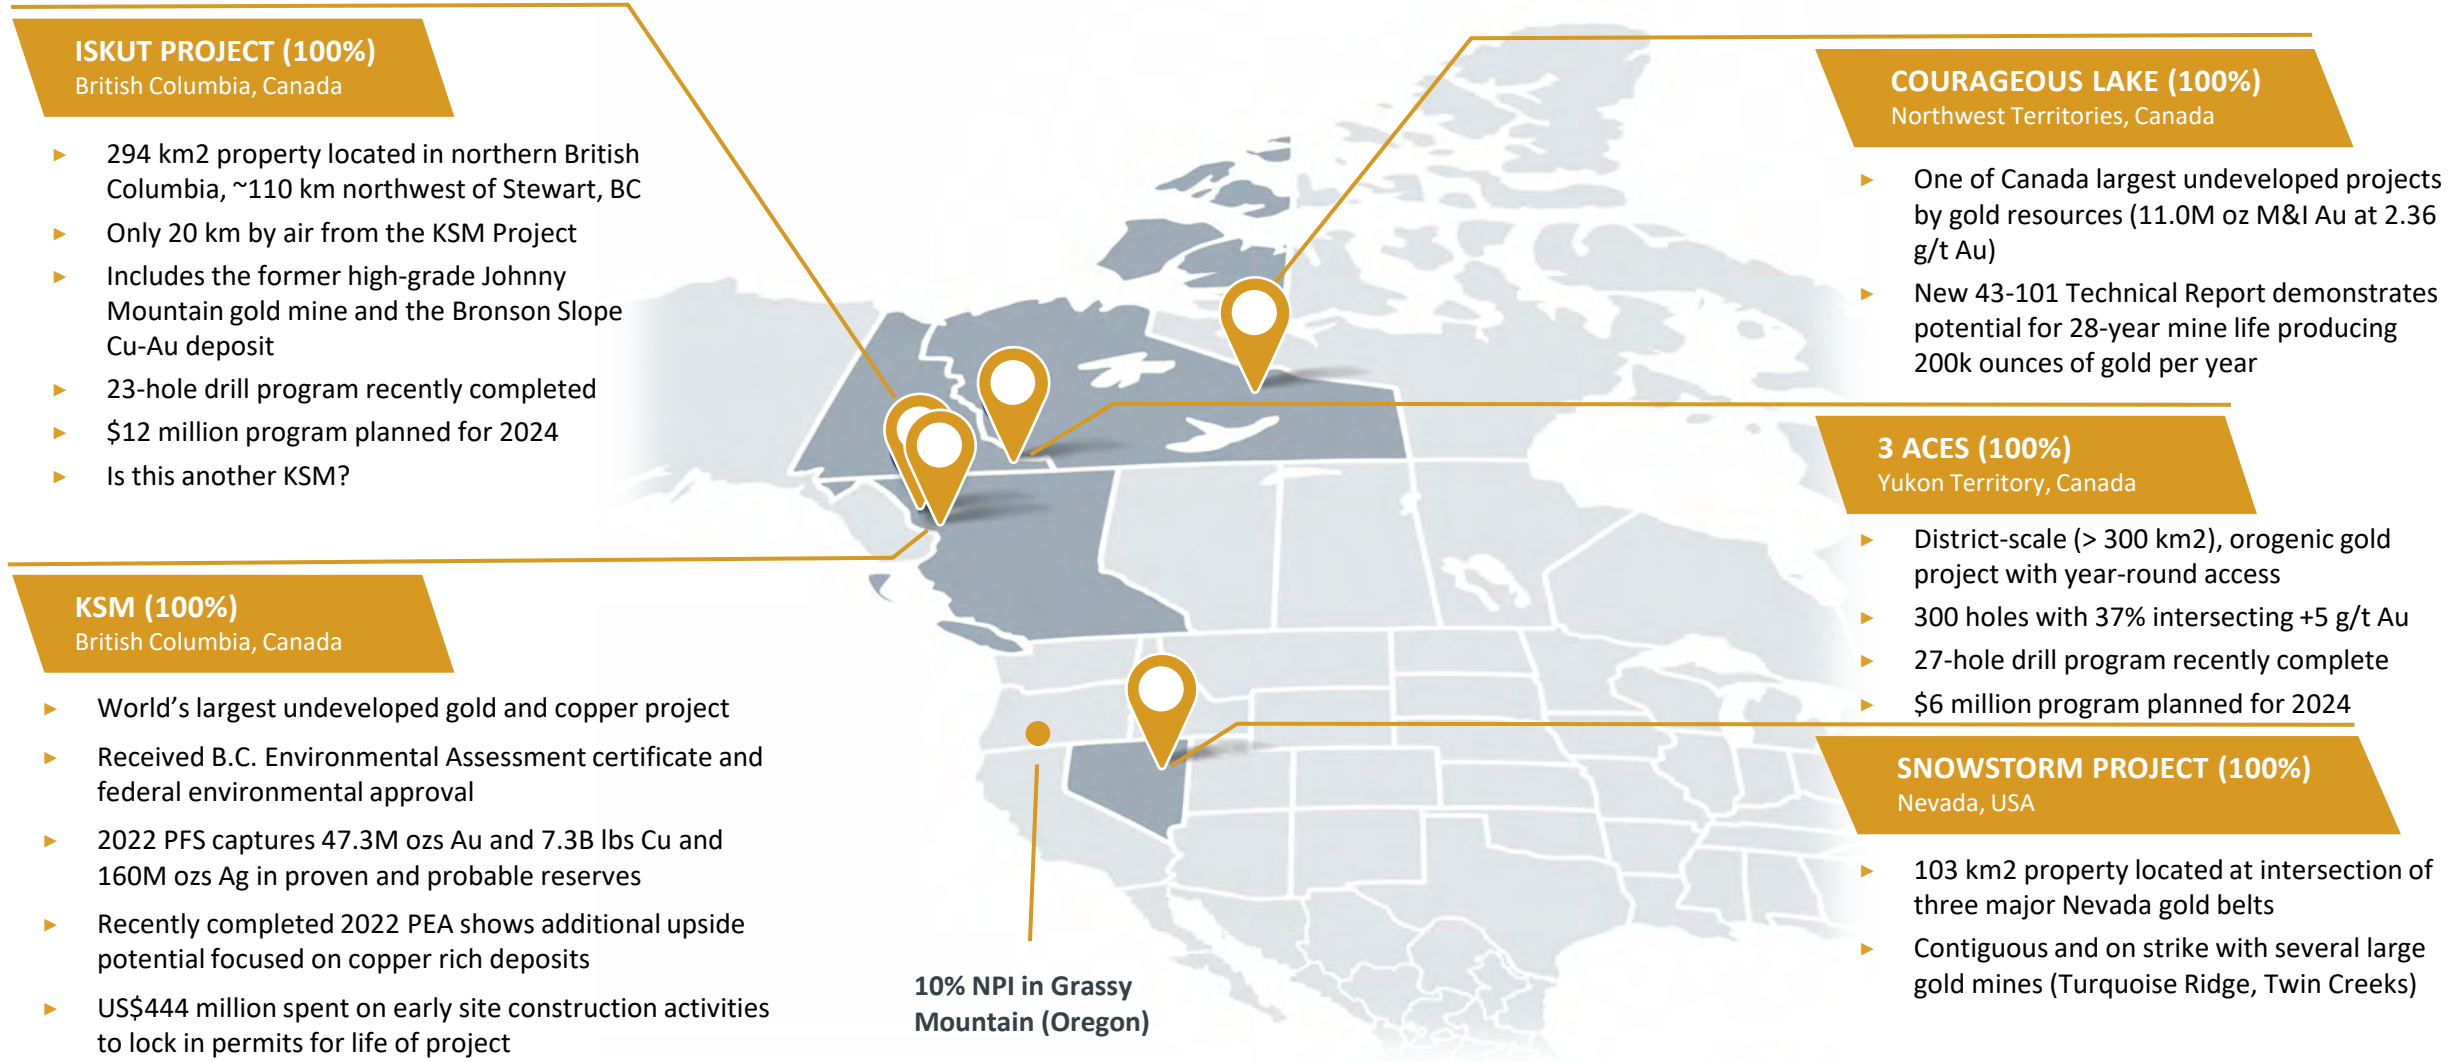 ISKUT PROJECT (100%)
British Columbia, Canada
► 294 km2 property located in northern British
Columbia, ~110 km northwest of Stewart, BC
► Only 20 km by air from the KSM Project
► Includes the former high-grade Johnny
Mountain gold mine and the Bronson Slope
Cu-Au deposit
► 23-hole drill program recently completed
► $12 million program planned for 2024
► Is this another KSM?
KSM (100%)
British Columbia, Canada
► World’s largest undeveloped gold and copper project
► Received B.C. Environmental Assessment certificate and
federal environmental approval
► 2022 PFS captures 47.3M ozs Au and 7.3B lbs Cu and
160M ozs Ag in proven and probable reserves
► Recently completed 2022 PEA shows additional upside
potential focused on copper rich deposits
► US$444 million spent on early site construction activities
to lock in permits for life of project
10% NPI in Grassy
Mountain (Oregon)
COURAGEOUS LAKE (100%)
Northwest Territories, Canada
► One of Canada largest undeveloped projects
by gold resources (11.0M oz M&I Au at 2.36
g/t Au)
► New 43-101 Technical Report demonstrates
potential for 28-year mine life producing
200k ounces of gold per year
3 ACES (100%)
Yukon Territory, Canada
► District-scale (> 300 km2), orogenic gold
project with year-round access
► 300 holes with 37% intersecting +5 g/t Au
► 27-hole drill program recently complete
► $6 million program planned for 2024
SNOWSTORM PROJECT (100%)
Nevada, USA
► 103 km2 property located at intersection of
three major Nevada gold belts
► Contiguous and on strike with several large
gold mines (Turquoise Ridge, Twin Creeks)